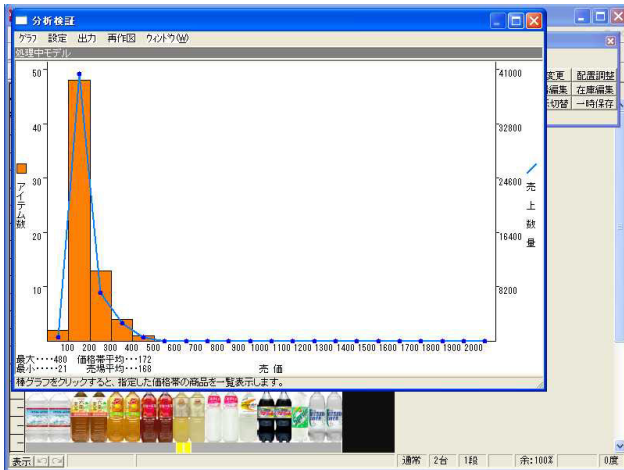 分析検証
グラフ 設定 出力 再作図 ウィンドウ(W)
処理中モデル
変更 配置調整
編集 在庫編集
切替 一時保存
50
40
30
20
10
アイテム数
41000
32800
24600
16400
8200
売上数量
100 200 300 400 500 600 700 800 900 1000 1100 1200 1300 1400 1500 1600 1700 1800 1900 2000
最大‥‥480 価格帯平均‥‥172
最小‥‥21 売場平均‥‥168 売 価
棒グラフをクリックすると、指定した価格帯の商品を一覧表示します。
表示 通常 2台 1段 余:100% 0度